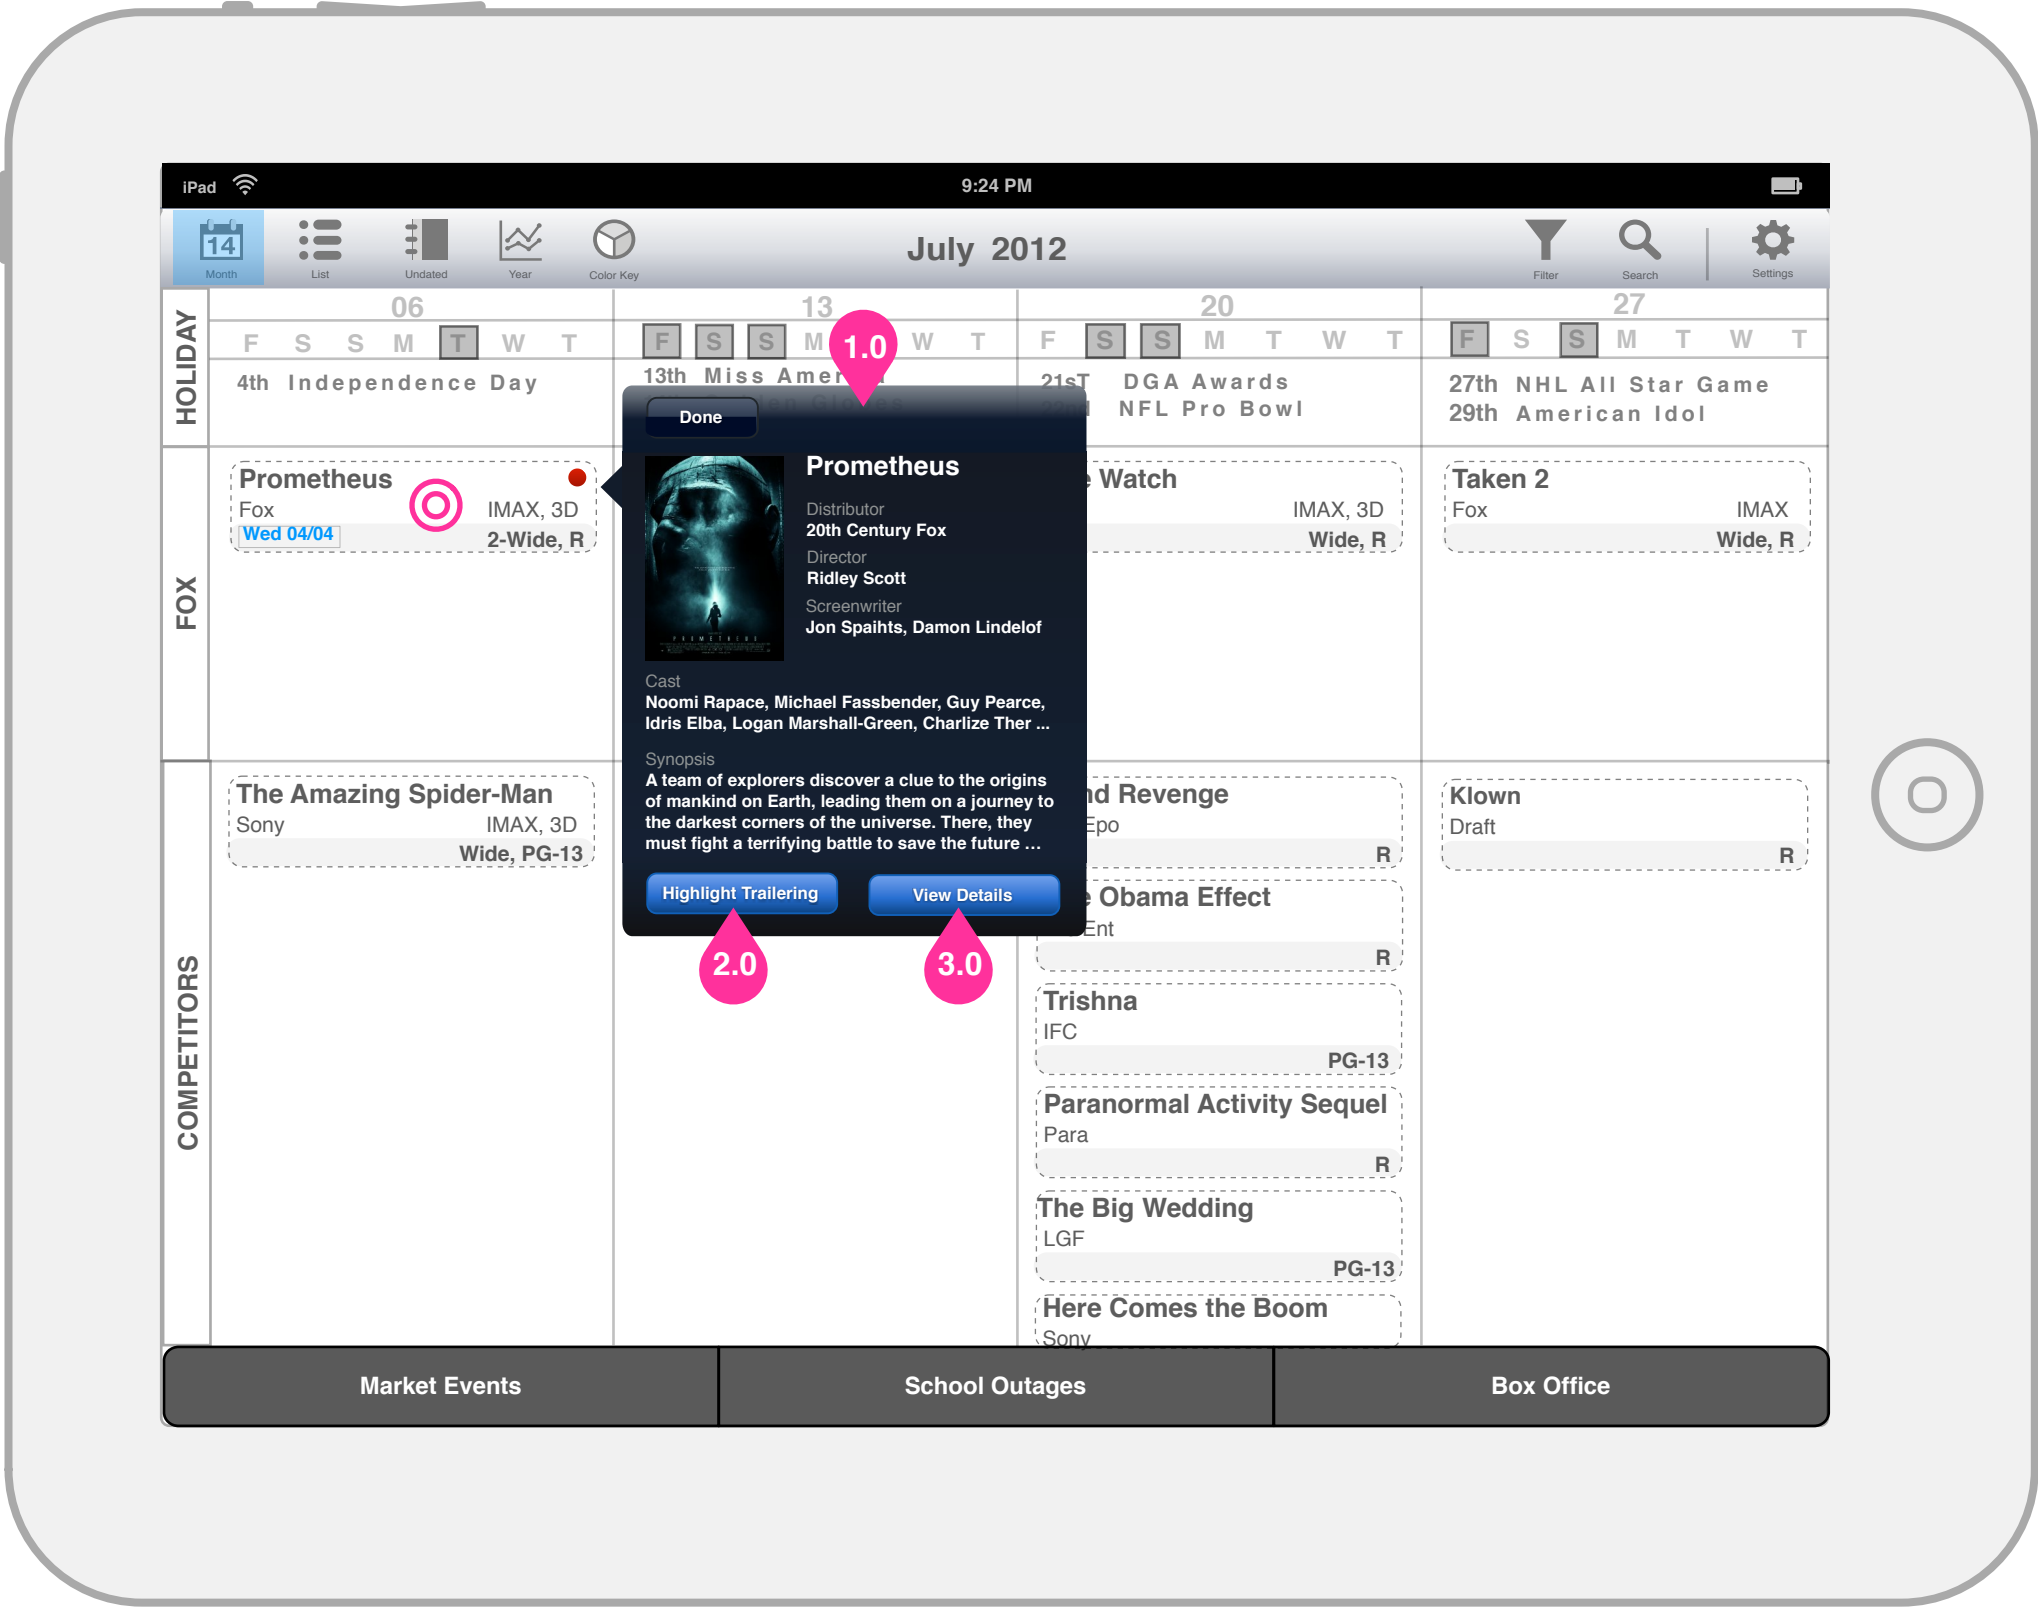 iPad
9:24 PM
14
Month
List
Undated
Year
Color Key
July 2012
Filter
Search
Settings
HOLIDAY
06
13
20
27
F S S M T W T
F S S M W T
F S S M T W T
F S S M T W T
1.0
4th Independence Day
13th Miss
21sT DGA Awards
NFL Pro Bowl
27th NHL All Star Game
29th American Idol
FOX
Prometheus
Fox
IMAX, 3D
Wed 04/04
2-Wide, R
Done
Prometheus
Distributor
20th Century Fox
Director
Ridley Scott
Screenwriter
Jon Spaihts, Damon Lindelof
PROMETHEUS
Cast
Noomi Rapace, Michael Fassbender, Guy Pearce,
Idris Elba, Logan Marshall-Green, Charlize Ther ...
Synopsis
A team of explorers discover a clue to the origins
of mankind on Earth, leading them on a journey to
the darkest corners of the universe. There, they
must fight a terrifying battle to save the future ...
Highlight Trailering
View Details
2.0
3.0
Watch
IMAX, 3D
Wide, R
Taken 2
Fox
IMAX
Wide, R
COMPETITORS
The Amazing Spider-Man
Sony
IMAX, 3D
Wide, PG-13
Revenge
Epo
R
Obama Effect
Ent
R
Trishna
IFC
PG-13
Paranormal Activity Sequel
Para
R
The Big Wedding
LGF
PG-13
Here Comes the Boom
Sony
Klown
Draft
R
Market Events
School Outages
Box Office